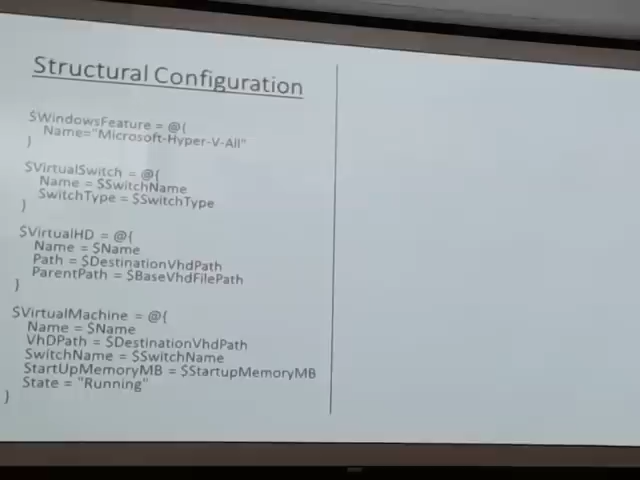 Structural Configuration
$WindowsFeature = @{
Name="Microsoft-Hyper-V-All"
}
$VirtualSwitch = @{
Name = $SwitchName
SwitchType = $SwitchType
}
$VirtualHD = @{
Name = $Name
Path = $DestinationVhdPath
ParentPath = $BaseVhdFilePath
}
$VirtualMachine = @{
Name = $Name
VhDPath = $DestinationVhdPath
SwitchName = $SwitchName
StartUpMemoryMB = $StartupMemoryMB
State = "Running"
}